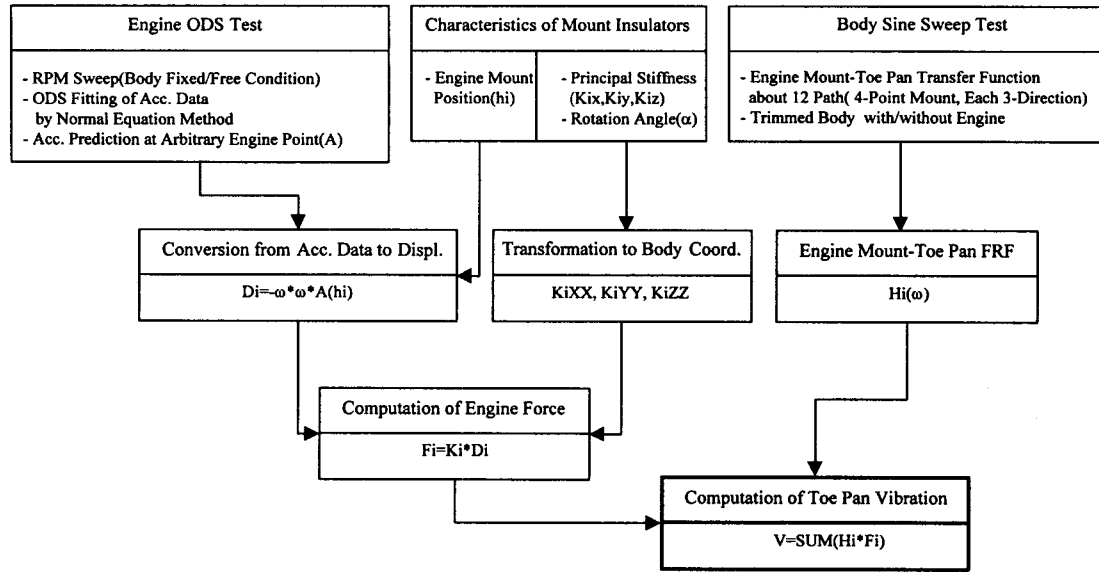 Engine ODS Test
- RPM Sweep(Body Fixed/Free Condition)
- ODS Fitting of Acc. Data
by Normal Equation Method
- Acc. Prediction at Arbitrary Engine Point(A)
Characteristics of Mount Insulators
- Engine Mount
Position(hi)
- Principal Stiffness
(Kix,Kiy,Kiz)
- Rotation Angle(α)
Body Sine Sweep Test
- Engine Mount-Toe Pan Transfer Function
about 12 Path( 4-Point Mount, Each 3-Direction)
- Trimmed Body with/without Engine
Conversion from Acc. Data to Displ.
Di=-ω*ω*A(hi)
Transformation to Body Coord.
KiXX, KiYY, KiZZ
Engine Mount-Toe Pan FRF
Hi(ω)
Computation of Engine Force
Fi=Ki*Di
Computation of Toe Pan Vibration
V=SUM(Hi*Fi)